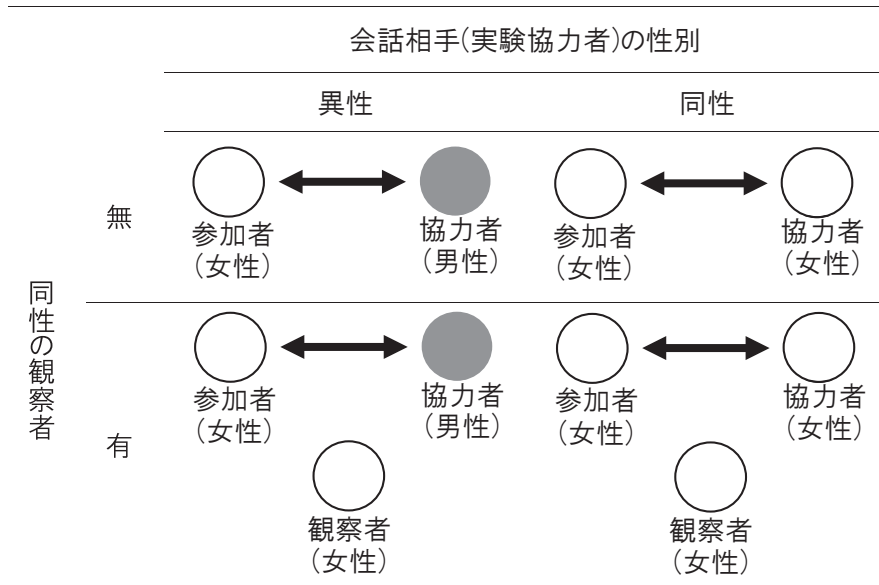 会話相手(実験協力者)の性別
異性
同性
同性の観察者
無
参加者
(女性)
協力者
(男性)
参加者
(女性)
協力者
(女性)
有
参加者
(女性)
協力者
(男性)
観察者
(女性)
参加者
(女性)
協力者
(女性)
観察者
(女性)